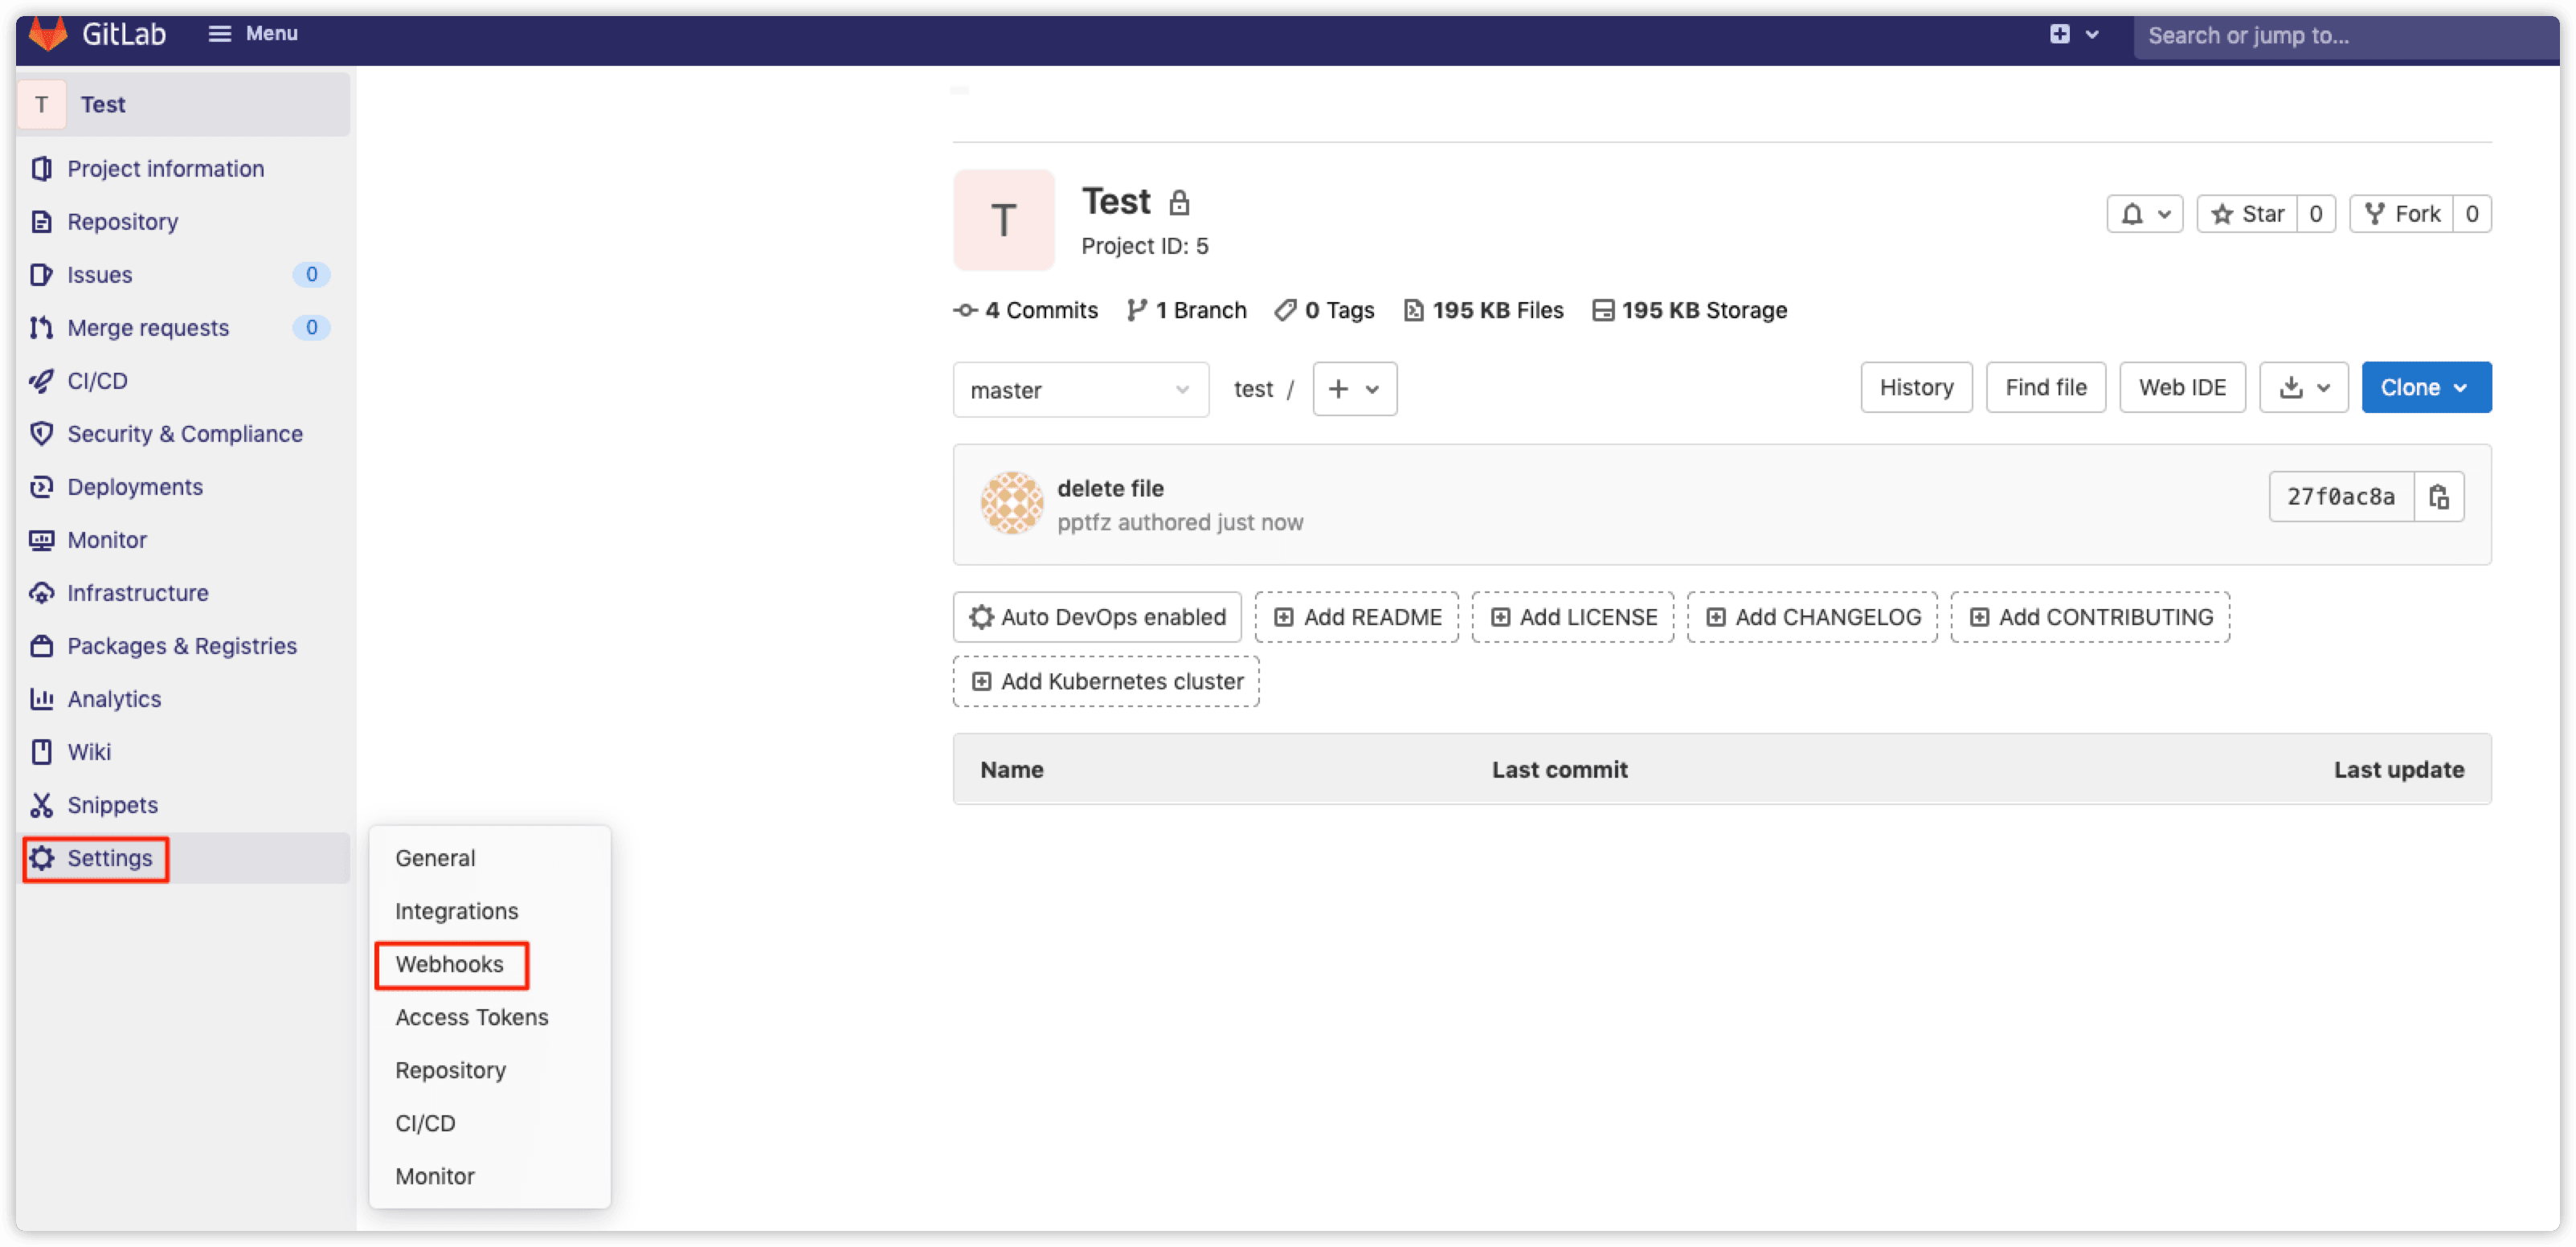 GitLab Menu Search or jump to...
T Test
Project information
Repository
Issues 0
Merge requests 0
CI/CD
Security & Compliance
Deployments
Monitor
Infrastructure
Packages & Registries
Analytics
Wiki
Snippets
Settings
General
Integrations
Webhooks
Access Tokens
Repository
CI/CD
Monitor
T
Test
Project ID: 5
Star 0 Fork 0
4 Commits 1 Branch 0 Tags 195 KB Files 195 KB Storage
master test / + History Find file Web IDE Clone
delete file
pptfz authored just now
27f0ac8a
Auto DevOps enabled Add README Add LICENSE Add CHANGELOG Add CONTRIBUTING
Add Kubernetes cluster
Name Last commit Last update